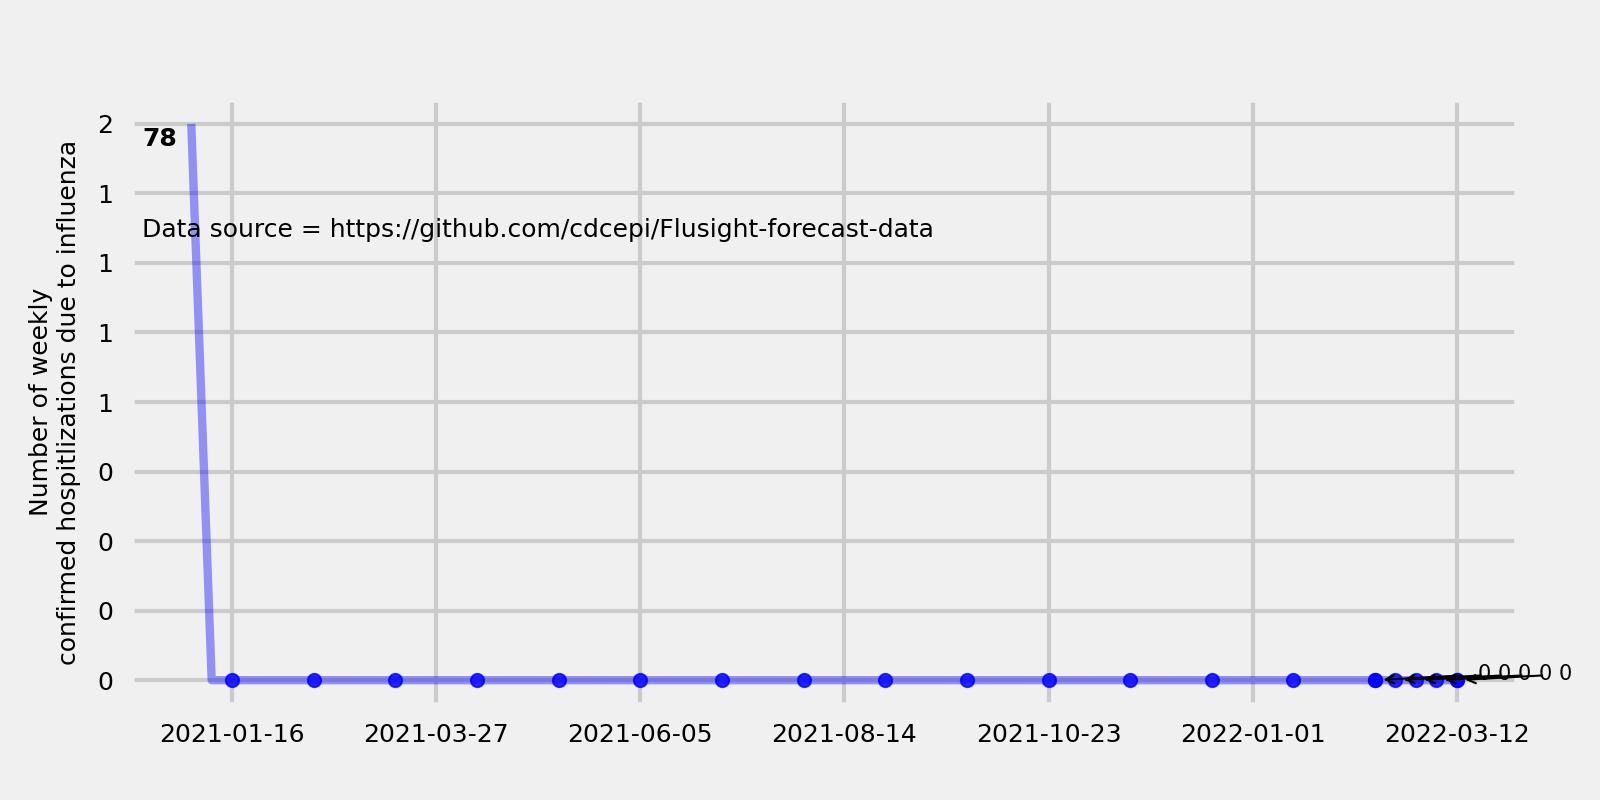 2
78
1
Data source = https://github.com/cdcepi/Flusight-forecast-data
1
1
1
0
0
0
0
Number of weekly
confirmed hospitlizations due to influenza
0 0 0 0 0
2021-01-16 2021-03-27 2021-06-05 2021-08-14 2021-10-23 2022-01-01 2022-03-12